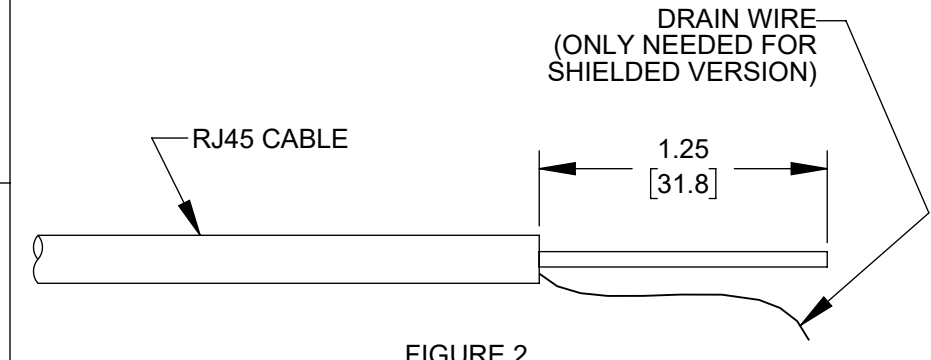 DRAIN WIRE
(ONLY NEEDED FOR
SHIELDED VERSION)
RJ45 CABLE
1.25
[31.8]
FIGURE 2